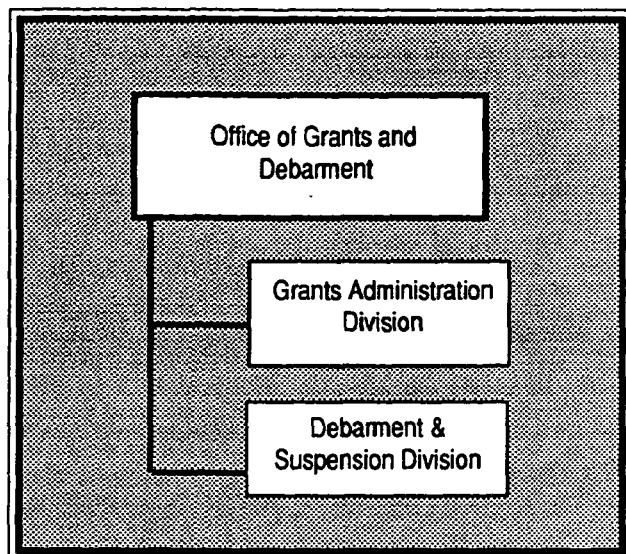 Office of Grants and
Debarment
Grants Administration
Division
Debarment &
Suspension Division